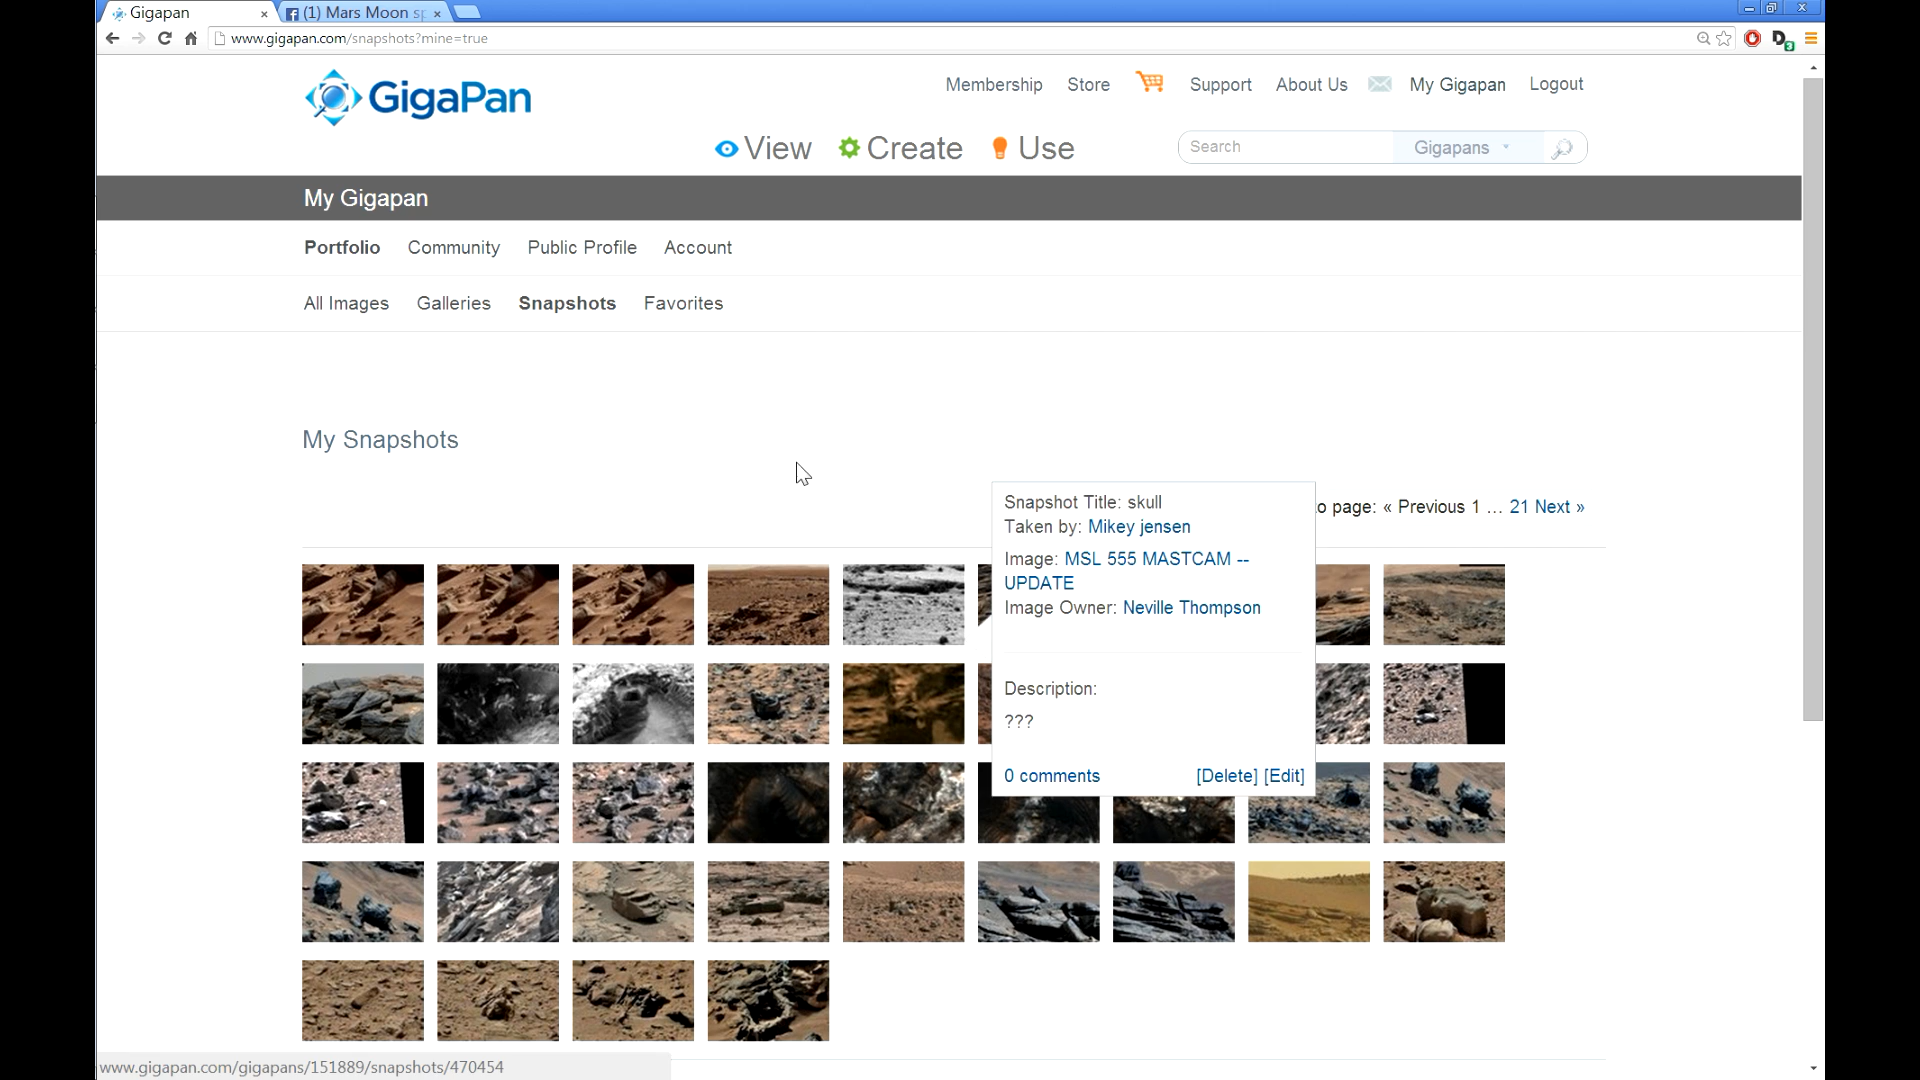 Gigapan
(1) Mars Moon sp
www.gigapan.com/snapshots?mine=true
3
GigaPan
Membership Store Support About Us My Gigapan Logout
View Create Use
Search Gigapans
My Gigapan
Portfolio Community Public Profile Account
All Images Galleries Snapshots Favorites
My Snapshots
Snapshot Title: skull
to page: « Previous 1 ... 21 Next »
Taken by: Mikey jensen
Image: MSL 555 MASTCAM --
UPDATE
Image Owner: Neville Thompson
Description:
???
0 comments [Delete] [Edit]
www.gigapan.com/gigapans/151889/snapshots/470454